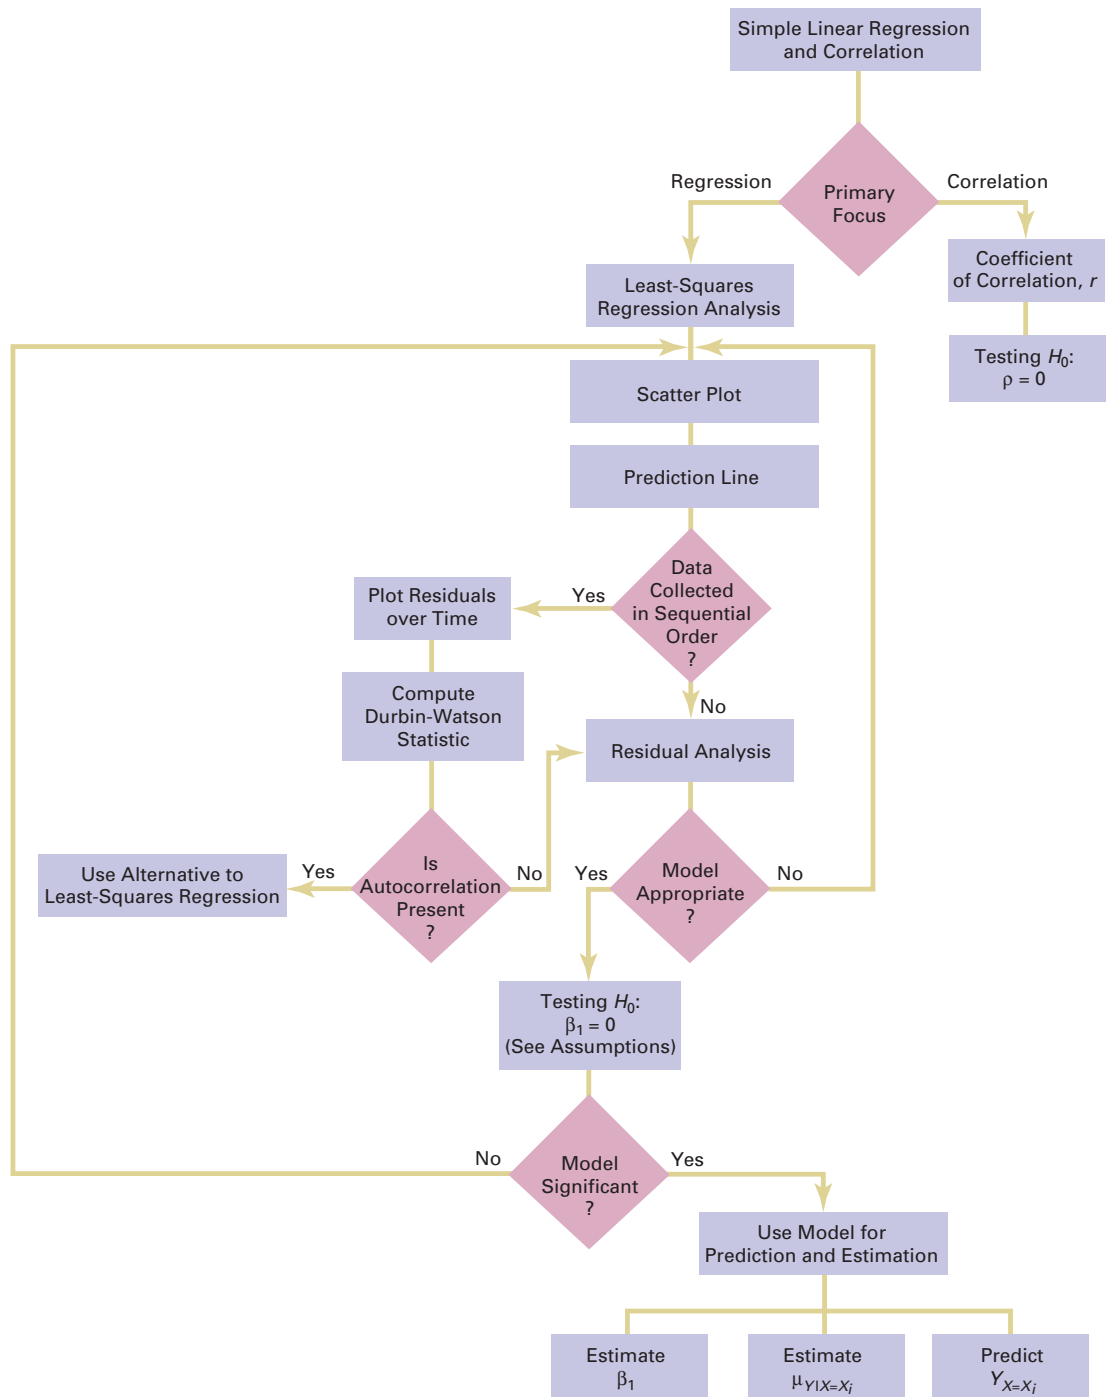 Simple Linear Regression
and Correlation
Primary
Focus
Regression
Correlation
Coefficient
of Correlation, r
Testing H₀:
ρ = 0
Least-Squares
Regression Analysis
Scatter Plot
Prediction Line
Data
Collected
in Sequential
Order
?
Yes
No
Plot Residuals
over Time
Compute
Durbin-Watson
Statistic
Is
Autocorrelation
Present
?
Yes
No
Use Alternative to
Least-Squares Regression
Residual Analysis
Model
Appropriate
?
Yes
No
Testing H₀:
β₁ = 0
(See Assumptions)
Model
Significant
?
No
Yes
Use Model for
Prediction and Estimation
Estimate
β₁
Estimate
μY|X=Xi
Predict
YX=Xi